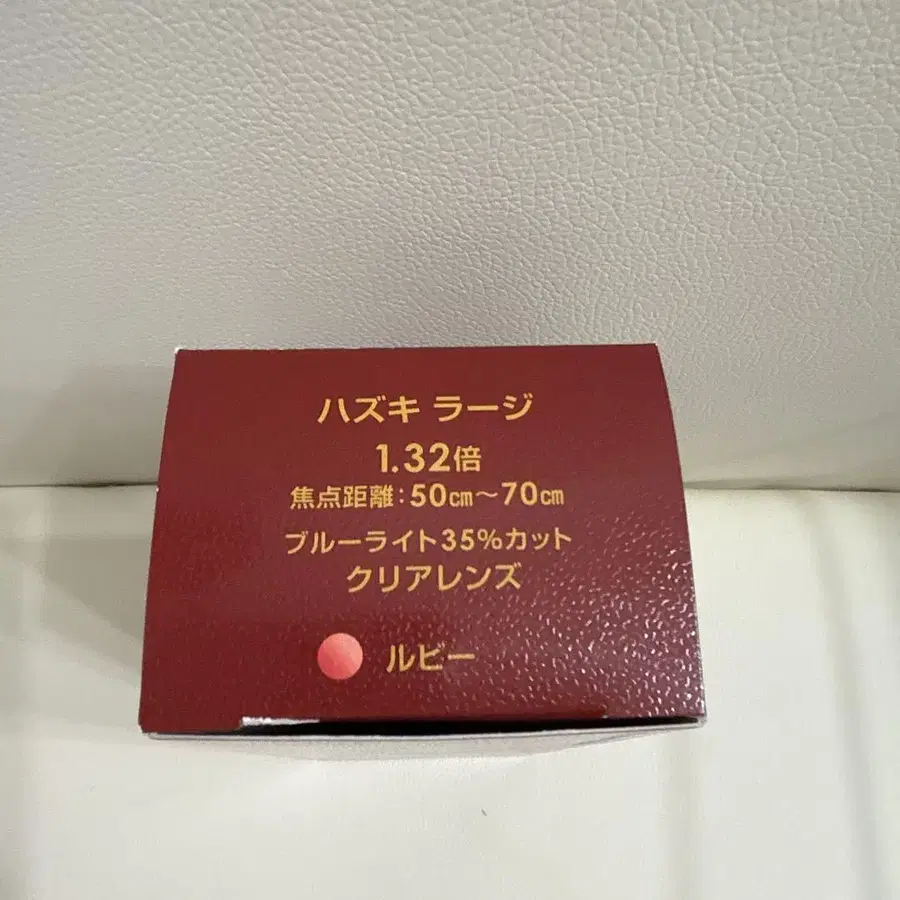 ハズキ ラージ
1.32倍
焦点距離:50㎝〜70㎝
ブルーライト35%カット
クリアレンズ
ルビー